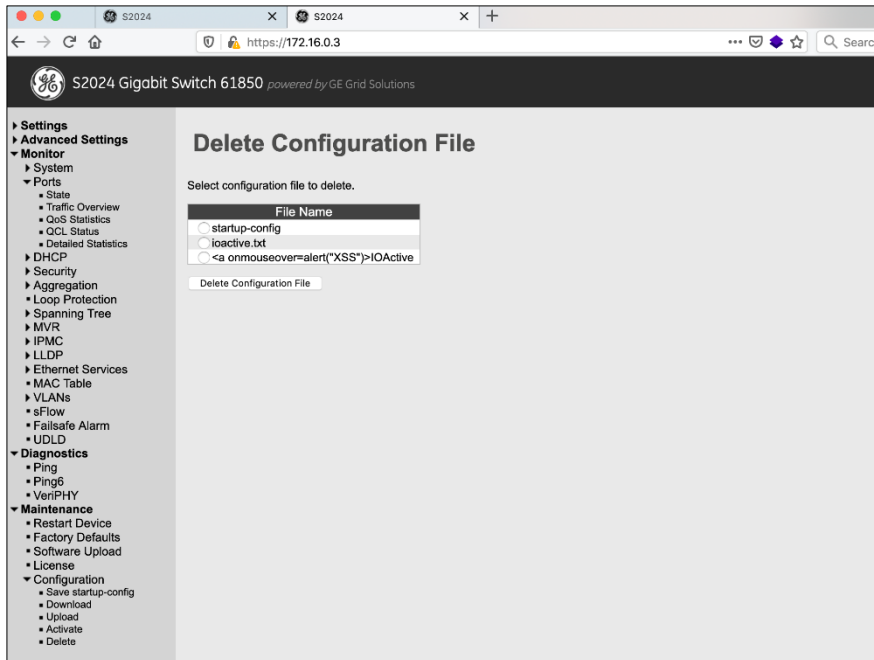 S2024
S2024
https://172.16.0.3
Searc
S2024 Gigabit Switch 61850 powered by GE Grid Solutions
Settings
Advanced Settings
Monitor
System
Ports
State
Traffic Overview
QoS Statistics
QCL Status
Detailed Statistics
DHCP
Security
Aggregation
Loop Protection
Spanning Tree
MVR
IPMC
LLDP
Ethernet Services
MAC Table
VLANs
sFlow
Failsafe Alarm
UDLD
Diagnostics
Ping
Ping6
VeriPHY
Maintenance
Restart Device
Factory Defaults
Software Upload
License
Configuration
Save startup-config
Download
Upload
Activate
Delete
Delete Configuration File
Select configuration file to delete.
File Name
startup-config
ioactive.txt
<a onmouseover=alert("XSS")>IOActive
Delete Configuration File